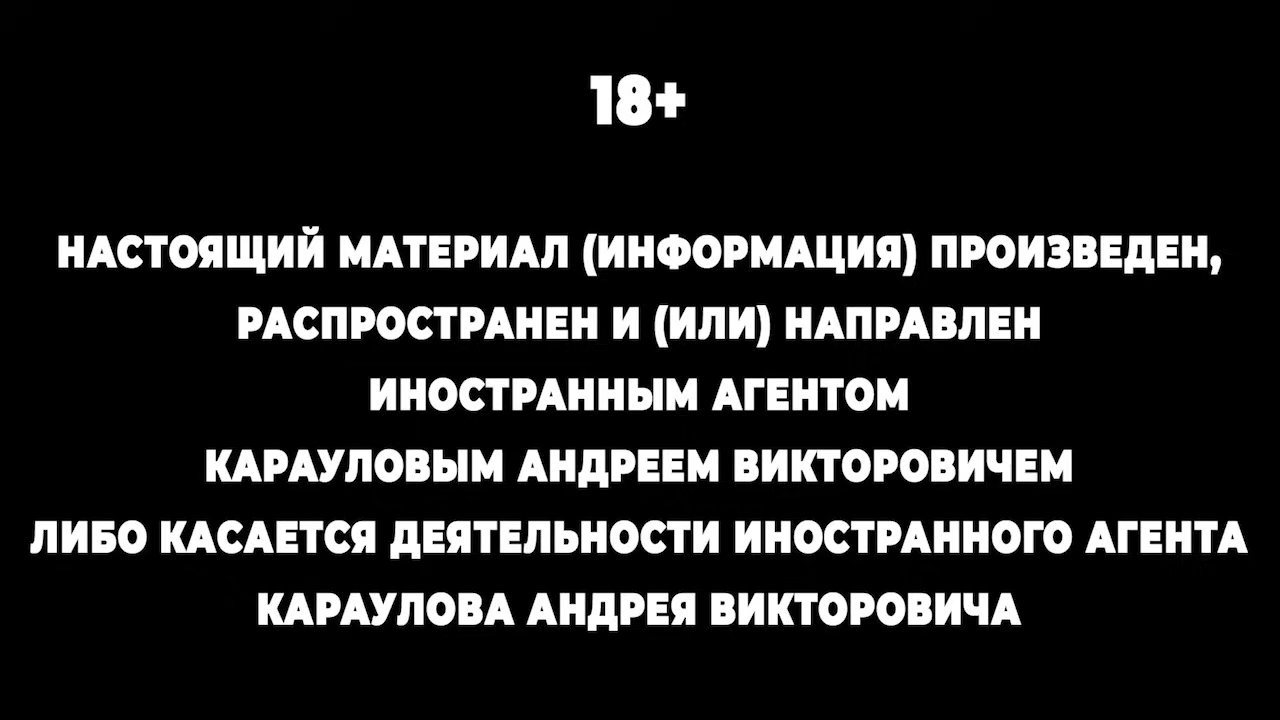 18+
НАСТОЯЩИЙ МАТЕРИАЛ (ИНФОРМАЦИЯ) ПРОИЗВЕДЕН,
РАСПРОСТРАНЕН И (ИЛИ) НАПРАВЛЕН
ИНОСТРАННЫМ АГЕНТОМ
КАРАУЛОВЫМ АНДРЕЕМ ВИКТОРОВИЧЕМ
ЛИБО КАСАЕТСЯ ДЕЯТЕЛЬНОСТИ ИНОСТРАННОГО АГЕНТА
КАРАУЛОВА АНДРЕЯ ВИКТОРОВИЧА